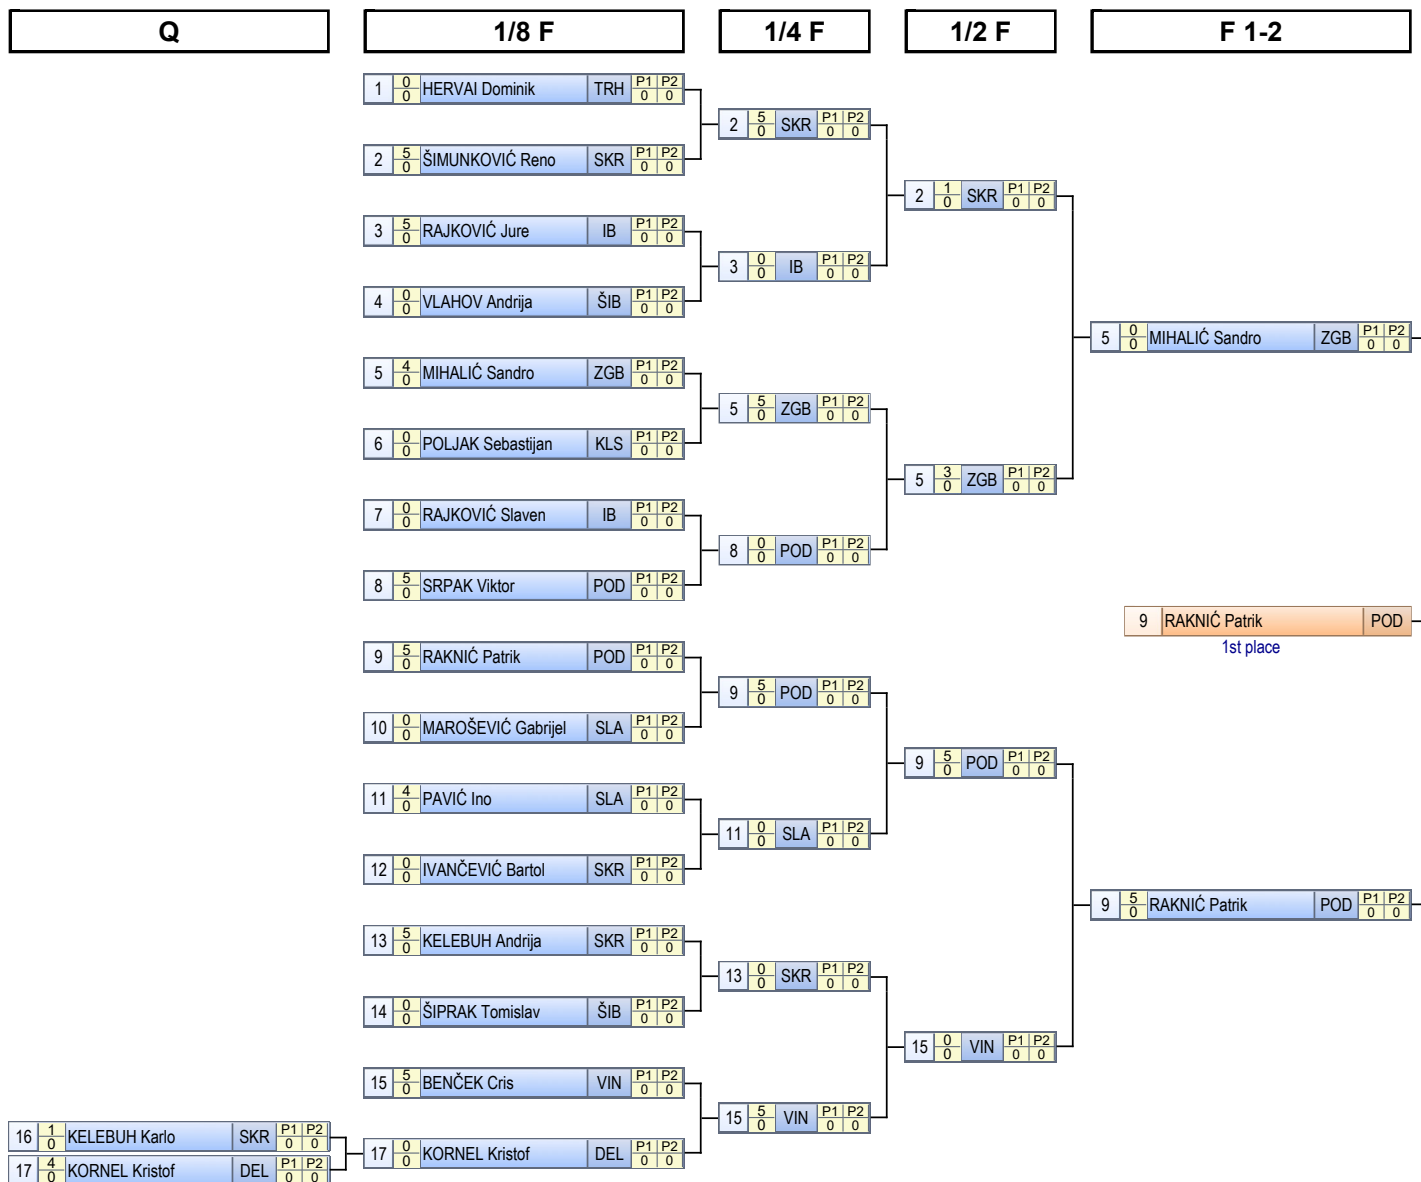 Q 1/8 F 1/4 F 1/2 F F 1-2
1 0 0 HERVAI Dominik TRH P1 P2 0 0
2 5 0 SKR P1 P2 0 0
2 5 0 ŠIMUNKOVIĆ Reno SKR P1 P2 0 0
2 1 0 SKR P1 P2 0 0
3 5 0 RAJKOVIĆ Jure IB P1 P2 0 0
3 0 0 IB P1 P2 0 0
4 0 0 VLAHOV Andrija ŠIB P1 P2 0 0
5 0 0 MIHALIĆ Sandro ZGB P1 P2 0 0
5 4 0 MIHALIĆ Sandro ZGB P1 P2 0 0
5 5 0 ZGB P1 P2 0 0
6 0 0 POLJAK Sebastijan KLS P1 P2 0 0
5 3 0 ZGB P1 P2 0 0
7 0 0 RAJKOVIĆ Slaven IB P1 P2 0 0
8 0 0 POD P1 P2 0 0
8 5 0 SRPAK Viktor POD P1 P2 0 0
9 RAKNIĆ Patrik POD
1st place
9 5 0 RAKNIĆ Patrik POD P1 P2 0 0
9 5 0 POD P1 P2 0 0
10 0 0 MAROŠEVIĆ Gabrijel SLA P1 P2 0 0
9 5 0 POD P1 P2 0 0
11 4 0 PAVIĆ Ino SLA P1 P2 0 0
11 0 0 SLA P1 P2 0 0
12 0 0 IVANČEVIĆ Bartol SKR P1 P2 0 0
9 5 0 RAKNIĆ Patrik POD P1 P2 0 0
13 5 0 KELEBUH Andrija SKR P1 P2 0 0
13 0 0 SKR P1 P2 0 0
14 0 0 ŠIPRAK Tomislav ŠIB P1 P2 0 0
15 0 0 VIN P1 P2 0 0
15 5 0 BENČEK Cris VIN P1 P2 0 0
15 5 0 VIN P1 P2 0 0
16 1 0 KELEBUH Karlo SKR P1 P2 0 0
17 0 0 KORNEL Kristof DEL P1 P2 0 0
17 4 0 KORNEL Kristof DEL P1 P2 0 0